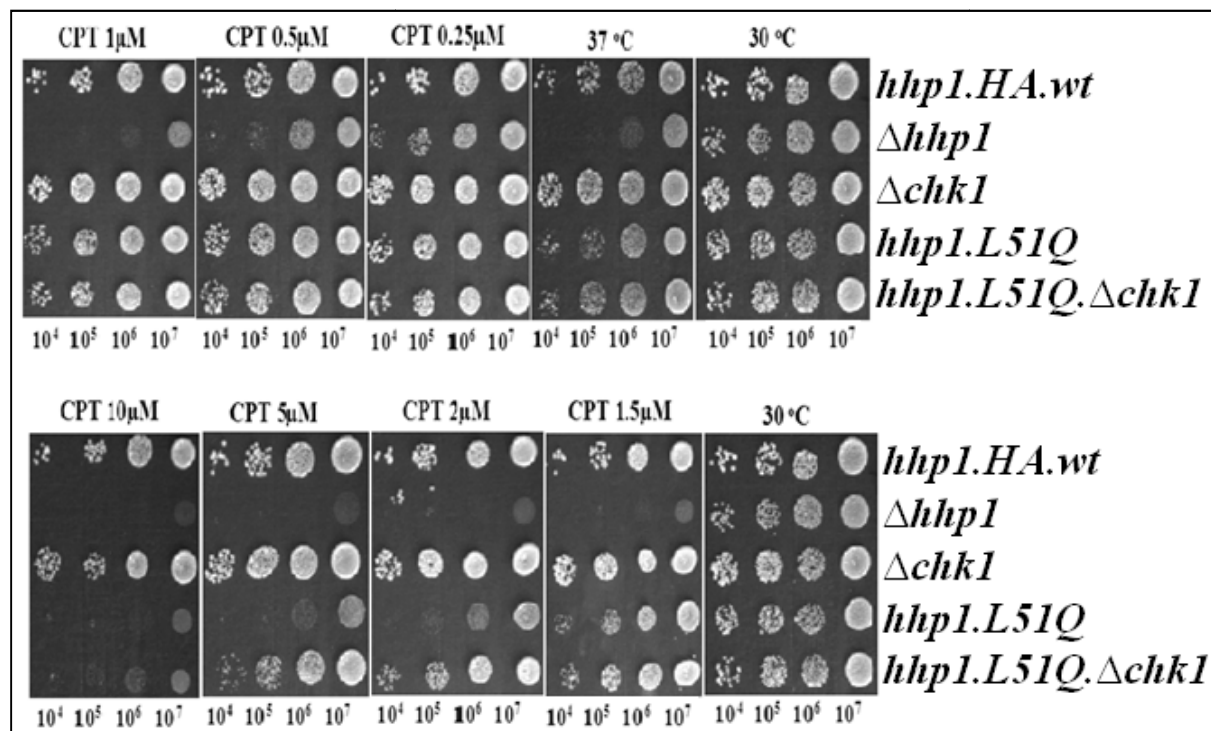 CPT 1µM CPT 0.5µM CPT 0.25µM 37 °C 30 °C
hhp1.HA.wt
Δhhp1
Δchk1
hhp1.L51Q
hhp1.L51Q.Δchk1
10⁴ 10⁵ 10⁶ 10⁷ 10⁴ 10⁵ 10⁶ 10⁷ 10⁴ 10⁵ 10⁶ 10⁷ 10⁴ 10⁵ 10⁶ 10⁷ 10⁴ 10⁵ 10⁶ 10⁷
CPT 10µM CPT 5µM CPT 2µM CPT 1.5µM 30 °C
hhp1.HA.wt
Δhhp1
Δchk1
hhp1.L51Q
hhp1.L51Q.Δchk1
10⁴ 10⁵ 10⁶ 10⁷ 10⁴ 10⁵ 10⁶ 10⁷ 10⁴ 10⁵ 10⁶ 10⁷ 10⁴ 10⁵ 10⁶ 10⁷ 10⁴ 10⁵ 10⁶ 10⁷